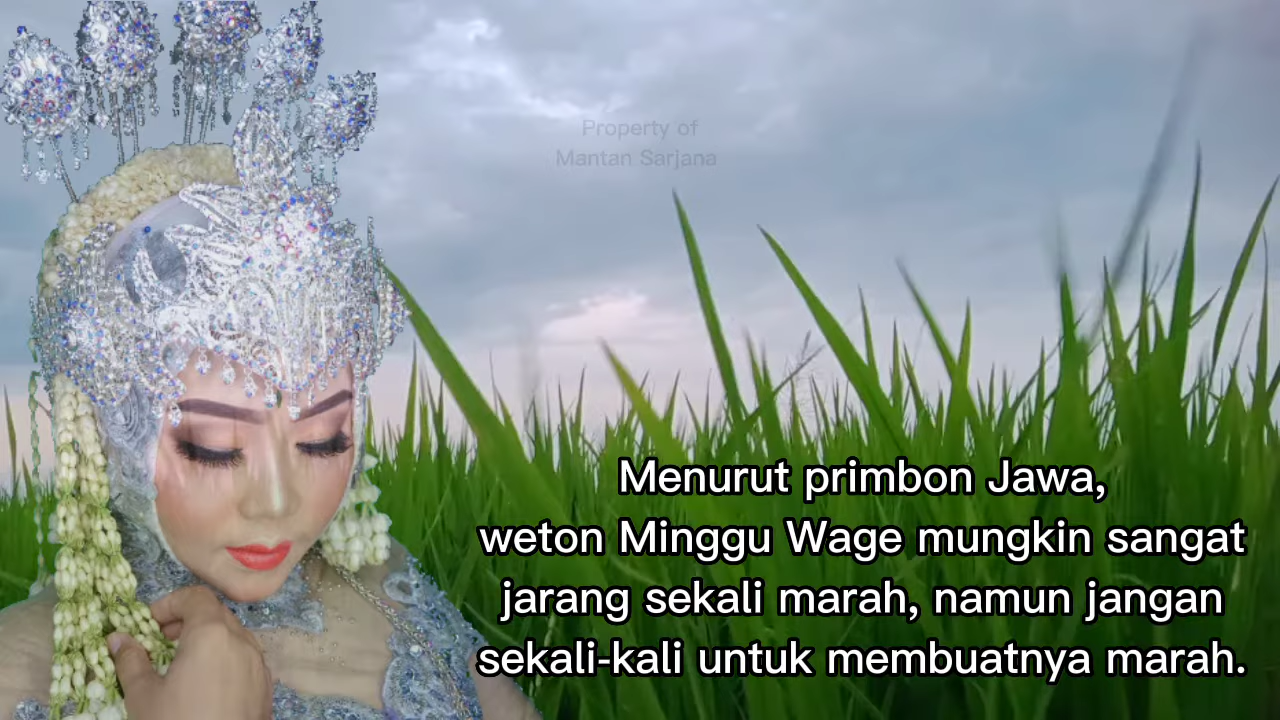 Property of
Mantan Sarjana
Menurut primbon Jawa,
weton Minggu Wage mungkin sangat
jarang sekali marah, namun jangan
sekali-kali untuk membuatnya marah.